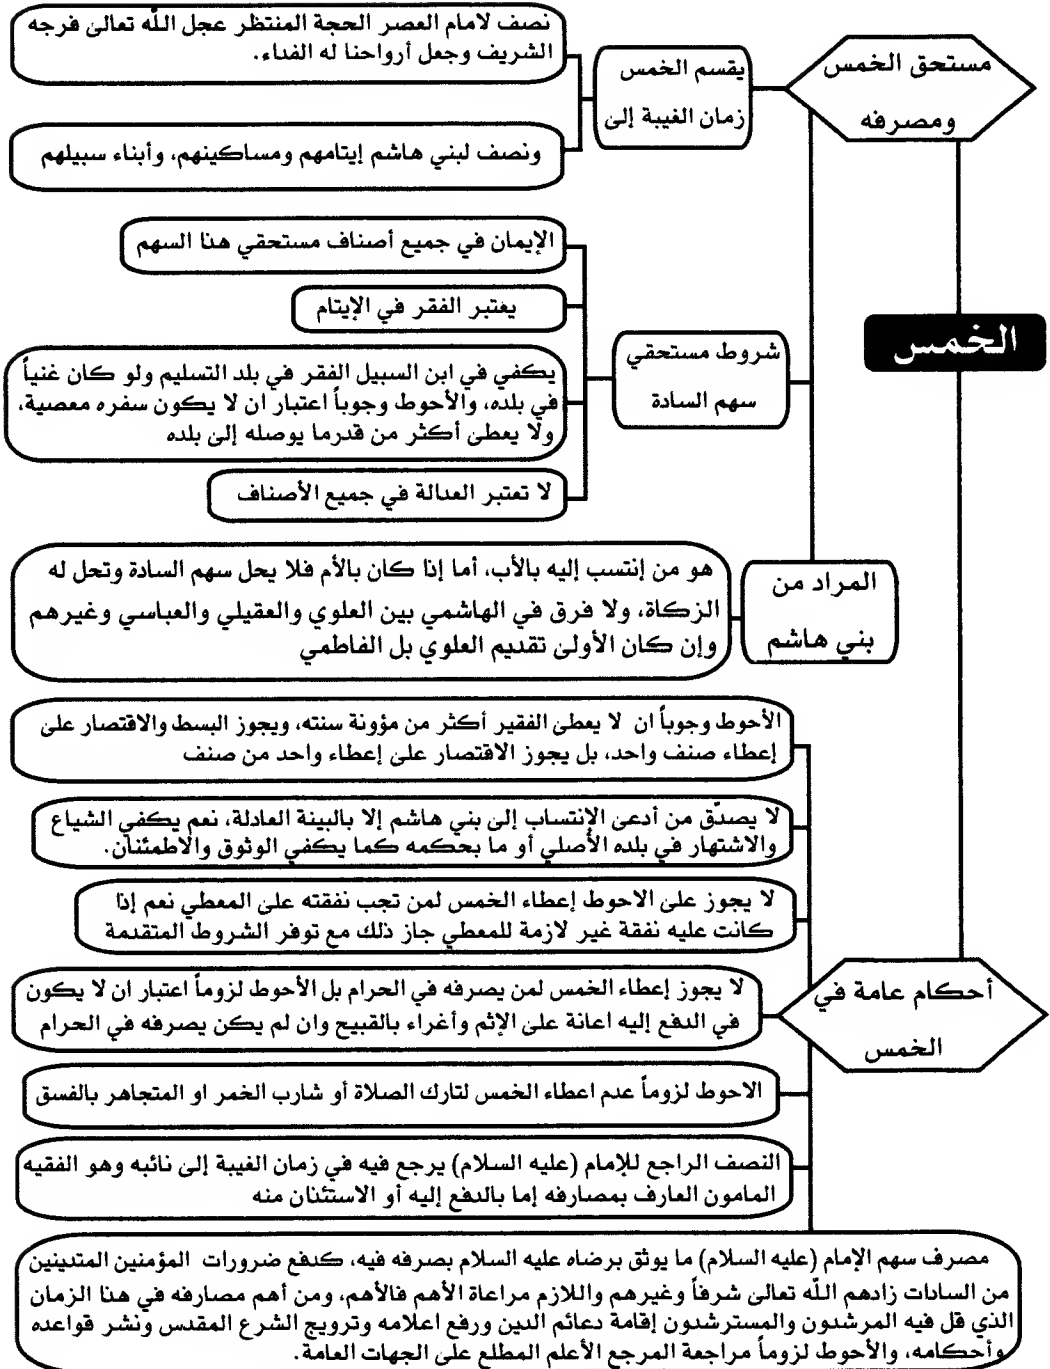 الخمس
مستحق الخمس
ومصرفه
يقسم الخمس
زمان الغيبة إلى
نصف لامام العصر الحجة المنتظر عجل اللّه تعالى فرجه
الشريف وجعل أرواحنا له الفداء.
ونصف لبني هاشم إيتامهم ومساكينهم، وأبناء سبيلهم
شروط مستحقي
سهم السادة
الإيمان في جميع أصناف مستحقي هذا السهم
يعتبر الفقر في الإيتام
يكفي في ابن السبيل الفقر في بلد التسليم ولو كان غنياً
في بلده، والأحوط وجوباً اعتبار ان لا يكون سفره معصية،
ولا يعطى أكثر من قدرما يوصله إلى بلده
لا تعتبر العدالة في جميع الأصناف
المراد من
بني هاشم
هو من إنتسب إليه بالأب، أما إذا كان بالأم فلا يحل سهم السادة وتحل له
الزكاة، ولا فرق في الهاشمي بين العلوي والعقيلي والعباسي وغيرهم
وإن كان الأولى تقديم العلوي بل الفاطمي
أحكام عامة في
الخمس
الأحوط وجوباً ان لا يعطى الفقير أكثر من مؤونة سنته، ويجوز البسط والاقتصار على
إعطاء صنف واحد، بل يجوز الاقتصار على إعطاء واحد من صنف
لا يصدّق من أدعى الإنتساب إلى بني هاشم إلا بالبينة العادلة، نعم يكفي الشياع
والاشتهار في بلده الأصلي أو ما بحكمه كما يكفي الوثوق والاطمئنان.
لا يجوز على الاحوط إعطاء الخمس لمن تجب نفقته على المعطي نعم إذا
كانت عليه نفقة غير لازمة للمعطي جاز ذلك مع توفر الشروط المتقدمة
لا يجوز إعطاء الخمس لمن يصرفه في الحرام بل الأحوط لزوماً اعتبار ان لا يكون
في الدفع إليه اعانة على الإثم وأغراء بالقبيح وان لم يكن يصرفه في الحرام
الاحوط لزوماً عدم اعطاء الخمس لتارك الصلاة أو شارب الخمر او المتجاهر بالفسق
النصف الراجع للإمام (عليه السلام) يرجع فيه في زمان الغيبة إلى نائبه وهو الفقيه
المامون العارف بمصارفه إما بالدفع إليه أو الاستئنان منه
مصرف سهم الإمام (عليه السلام) ما يوثق برضاه عليه السلام بصرفه فيه، كدفع ضرورات المؤمنين المتدينين
من السادات زادهم اللّه تعالى شرفاً وغيرهم واللازم مراعاة الأهم فالأهم، ومن أهم مصارفه في هذا الزمان
الذي قل فيه المرشدون والمسترشدون إقامة دعائم الدين ورفع اعلامه وترويج الشرع المقدس ونشر قواعده
وأحكامه، والأحوط لزوماً مراجعة المرجع الأعلم المطلع على الجهات العامة.